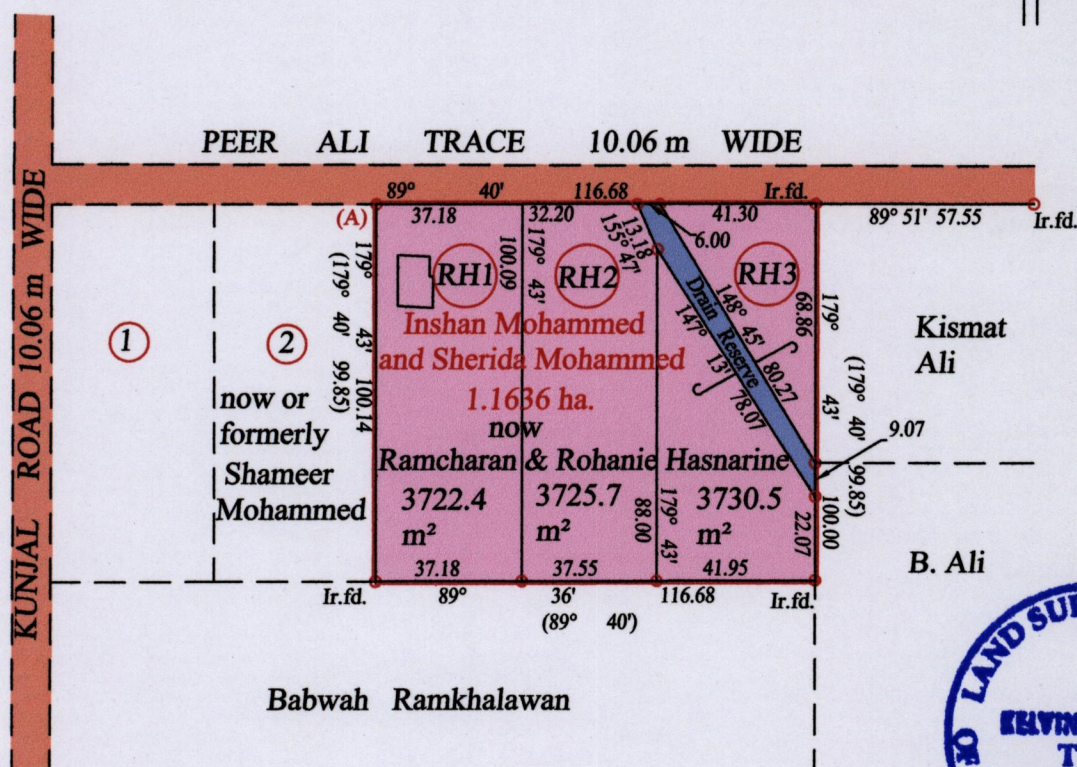 PEER ALI TRACE 10.06 m WIDE
KUNJAL ROAD 10.06 m WIDE
89° 40' 116.68 Ir.fd.
(A) 37.18 32.20 41.30
89° 51' 57.55 Ir.fd.
6.00
13.18
155° 47'
RH1
RH2
RH3
100.09
179° 43'
179° 43' 100.14
(179° 40' 99.85)
Drain Reserve
148° 45' 80.27
147° 13' 78.07
68.86
179° 43' 100.00
(179° 40' 99.85)
9.07
22.07
Inshan Mohammed
and Sherida Mohammed
1.1636 ha.
now
Ramcharan & Rohanie Hasnarine
3722.4
m²
3725.7
m²
3730.5
m²
88.00
179° 43'
1
2
now or
formerly
Shameer
Mohammed
Kismat
Ali
B. Ali
37.18 37.55 41.95
Ir.fd. 89° 36' 116.68 Ir.fd.
(89° 40')
Babwah Ramkhalawan
OF LAND SU
KELVIN
T